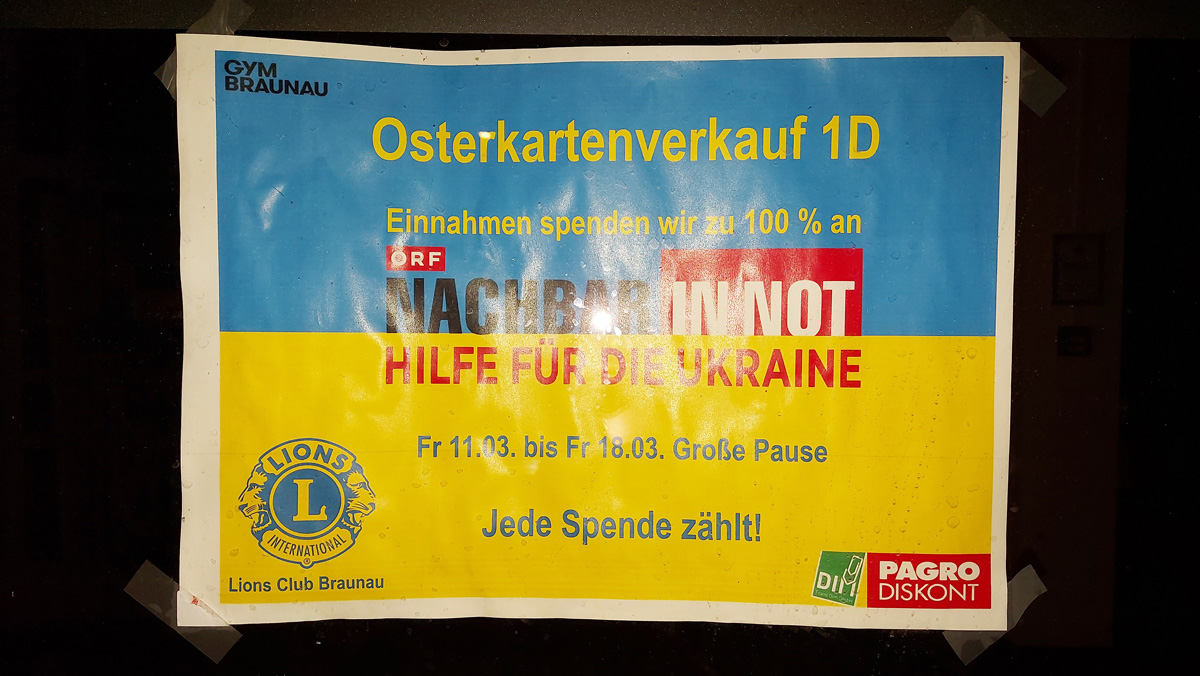 GYM
BRAUNAU
Osterkartenverkauf 1D
Einnahmen spenden wir zu 100 % an
ORF
NACHBAR IN NOT
HILFE FÜR DIE UKRAINE
Fr 11.03. bis Fr 18.03. Große Pause
Jede Spende zählt!
LIONS
L
INTERNATIONAL
®
Lions Club Braunau
PAGRO
DISKONT